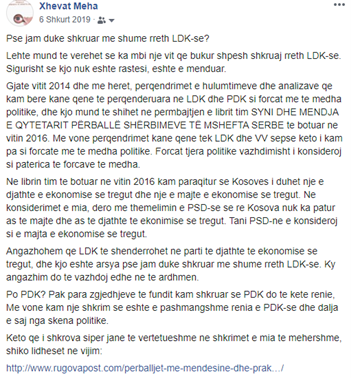 Xhevat Meha
6 Shkurt 2019 ·
Pse jam duke shkruar me shume rreth LDK-se?
Lehte mund te verehet se ka mbi nje vit qe bukur shpesh shkruaj rreth LDK-se.
Sigurisht se kjo nuk eshte rastesi, eshte e menduar.
Gjate vitit 2014 dhe me heret, perqendrimet e hulumtimeve dhe analizave qe
kam bere kane qene te perqenderuara ne LDK dhe PDK si forcat me te medha
politike, dhe kjo mund te shihet ne permbajtjen e librit tim SYNI DHE MENDJA
E QYTETARIT PËRBALLË SHËRBIMEVE TË MSHEFTA SERBE te botuar ne
vitin 2016. Me vone perqendrimet kane qene tek LDK dhe VV sepse keto i kam
pa si forcat me te medha politike. Forcat tjera politike vazhdimisht i konsideroj
si paterica te forcave te medha.
Ne librin tim te botuar ne vitin 2016 kam paraqitur se Kosoves i duhet nje e
djathte e ekonomise se tregut dhe nje e majte e ekonomise se tregut. Ne
konsiderimet e mia, dero me themelimin e PSD-se se re Kosova nuk ka patur
as te majte dhe as te djathte te ekonimise se tregut. Tani PSD-ne e konsideroj
si e majta e ekonomise se tregut.
Angazhohem qe LDK te shenderrohet ne parti te djathte te ekonomise se
tregut, dhe kjo eshte arsya pse jam duke shkruar me shume rreth LDK-se. Ky
angazhim do te vazhdoj edhe ne te ardhmen.
Po PDK? Pak para zgjedhjeve te fundit kam shkruar se PDK do te kete renie,
Me vone kam nje shkrim se eshte e pashmangshme renia e PDK-se dhe dalja
e saj nga skena politike.
Keto qe i shkrova siper jane te vertetueshme ne shkrimet e mia te mehershme,
shiko lidheset ne vijim:
http://www.rugovapost.com/perballjet-me-mendesine-dhe-prak…/